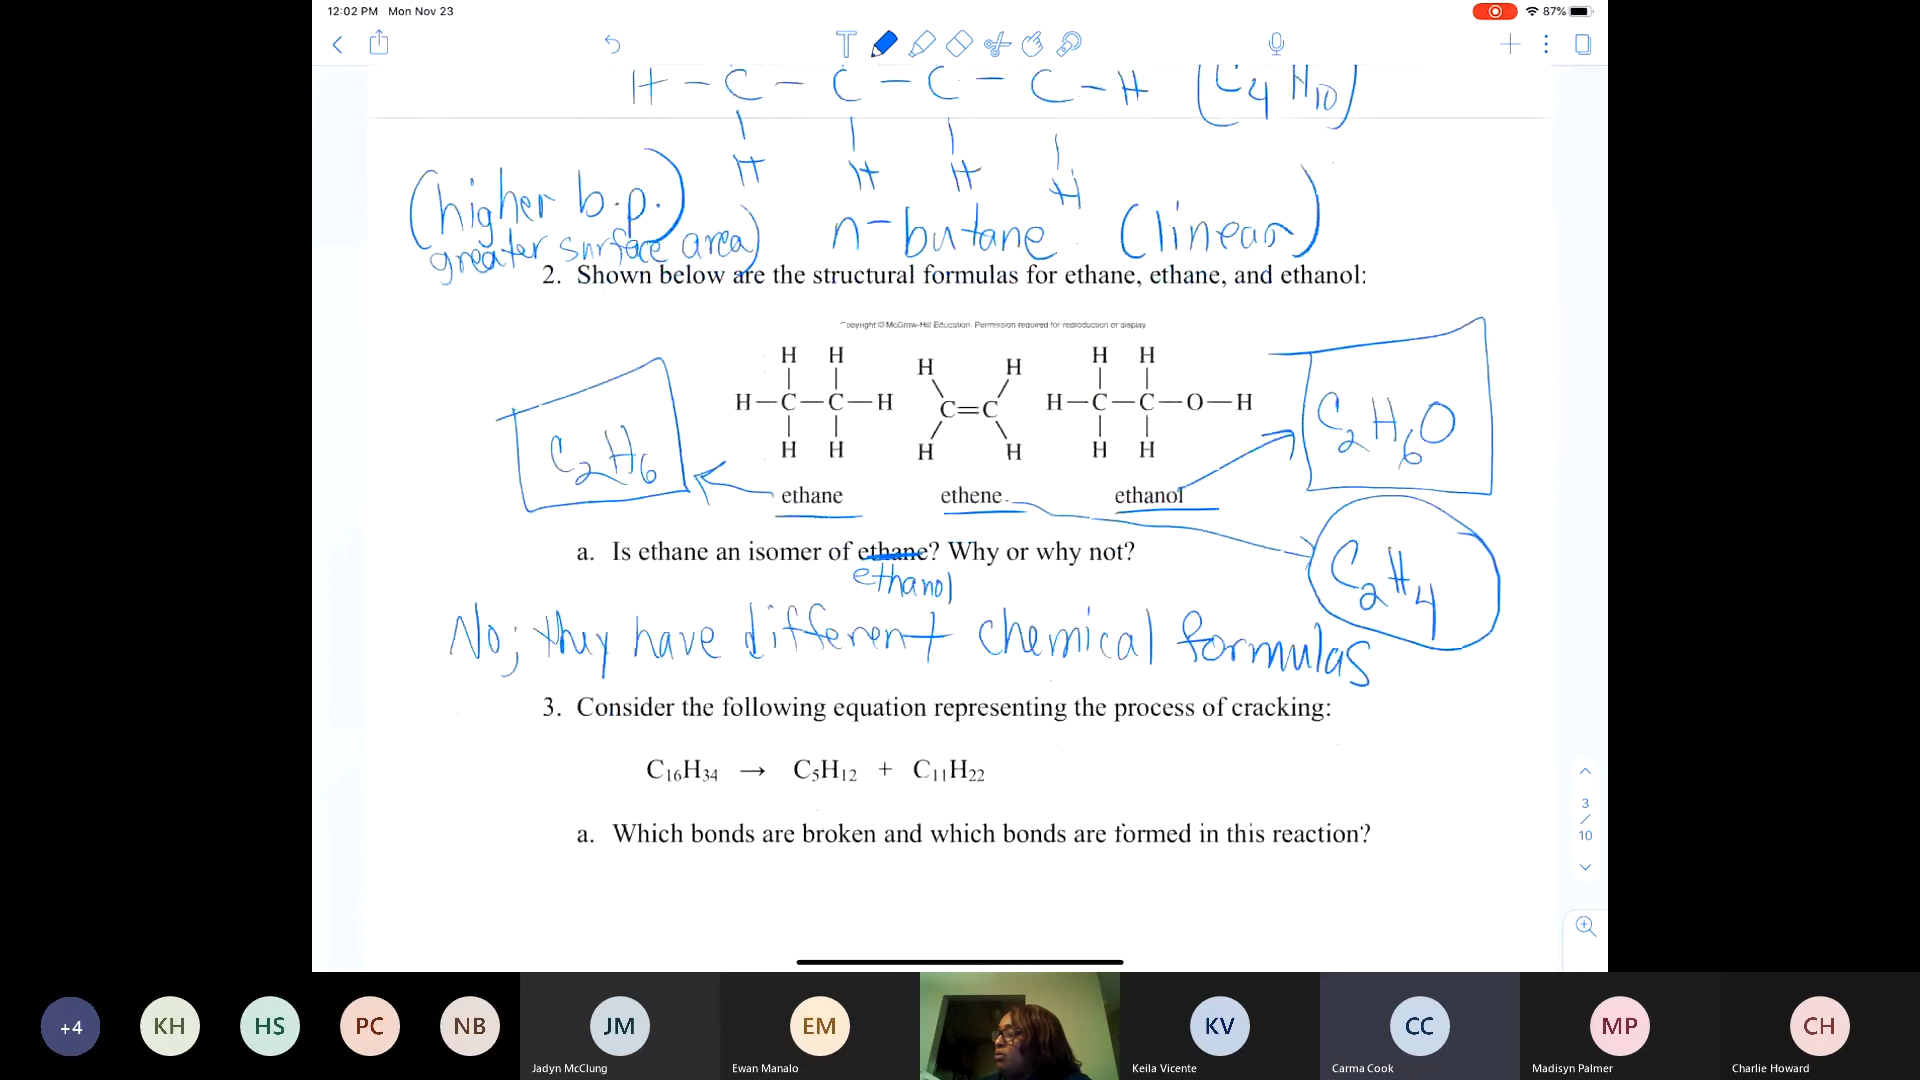 12:02 PM Mon Nov 23
87%
H - C - C - C - C - H (C4H10)
H H H H
(higher b.p.)
greater surface area)
n-butane (linear)
2. Shown below are the structural formulas for ethane, ethane, and ethanol:
Copyright © McGraw-Hill Education. Permission required for reproduction or display
H H H H H H
H—C—C—H C=C H—C—C—O—H
H H H H H H
C2H6
C2H6O
ethane ethene ethanol
a. Is ethane an isomer of ethane? Why or why not?
ethanol
C2H4
No; they have different chemical formulas
3. Consider the following equation representing the process of cracking:
C16H34 → C5H12 + C11H22
a. Which bonds are broken and which bonds are formed in this reaction?
3
/
10
+4 KH HS PC NB JM EM KV CC MP CH
Jadyn McClung Ewan Manalo Keila Vicente Carma Cook Madisyn Palmer Charlie Howard